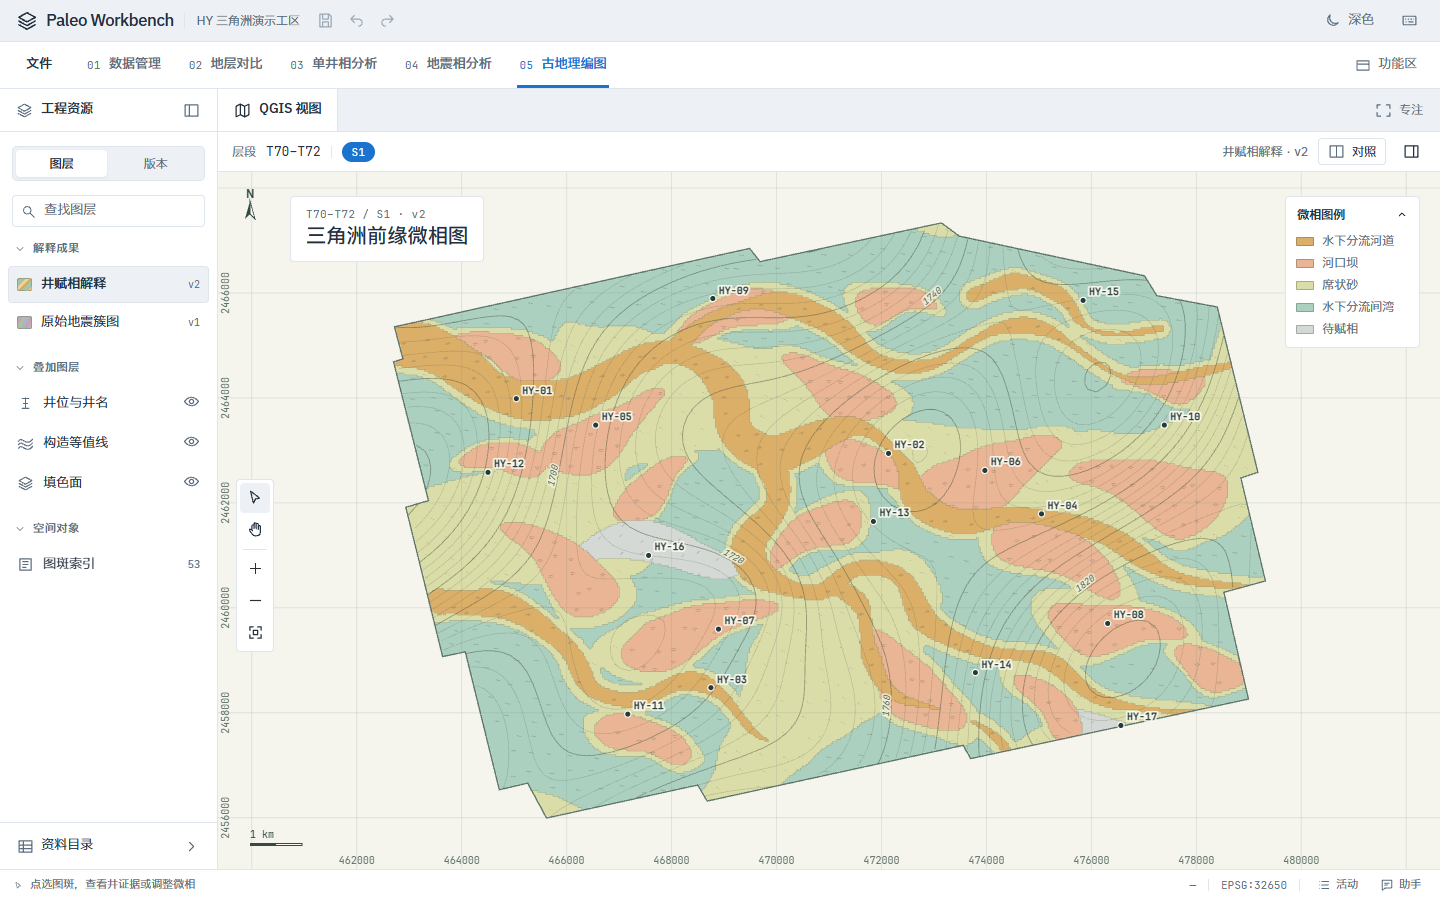 Paleo Workbench
HY 三角洲演示工区
深色
文件
01 数据管理
02 地层对比
03 单井相分析
04 地震相分析
05 古地理编图
功能区
工程资源
QGIS 视图
专注
图层
版本
层段 T70-T72 S1
井赋相解释 · v2
对照
查找图层
解释成果
井赋相解释 v2
原始地震簇图 v1
叠加图层
井位与井名
构造等值线
填色面
空间对象
图斑索引 53
资料目录
N
T70-T72 / S1 · v2
三角洲前缘微相图
微相图例
水下分流河道
河口坝
席状砂
水下分流间湾
待赋相
HY-09
HY-15
HY-01
HY-05
HY-10
HY-02
HY-12
HY-06
HY-04
HY-13
HY-16
HY-07
HY-08
HY-14
HY-03
HY-11
HY-17
1740
1700
1720
1820
1760
2466000
2464000
2462000
2460000
2458000
2456000
1 km
462000
464000
466000
468000
470000
472000
474000
476000
478000
480000
点选图斑，查看井证据或调整微相
—
EPSG:32650
活动
助手